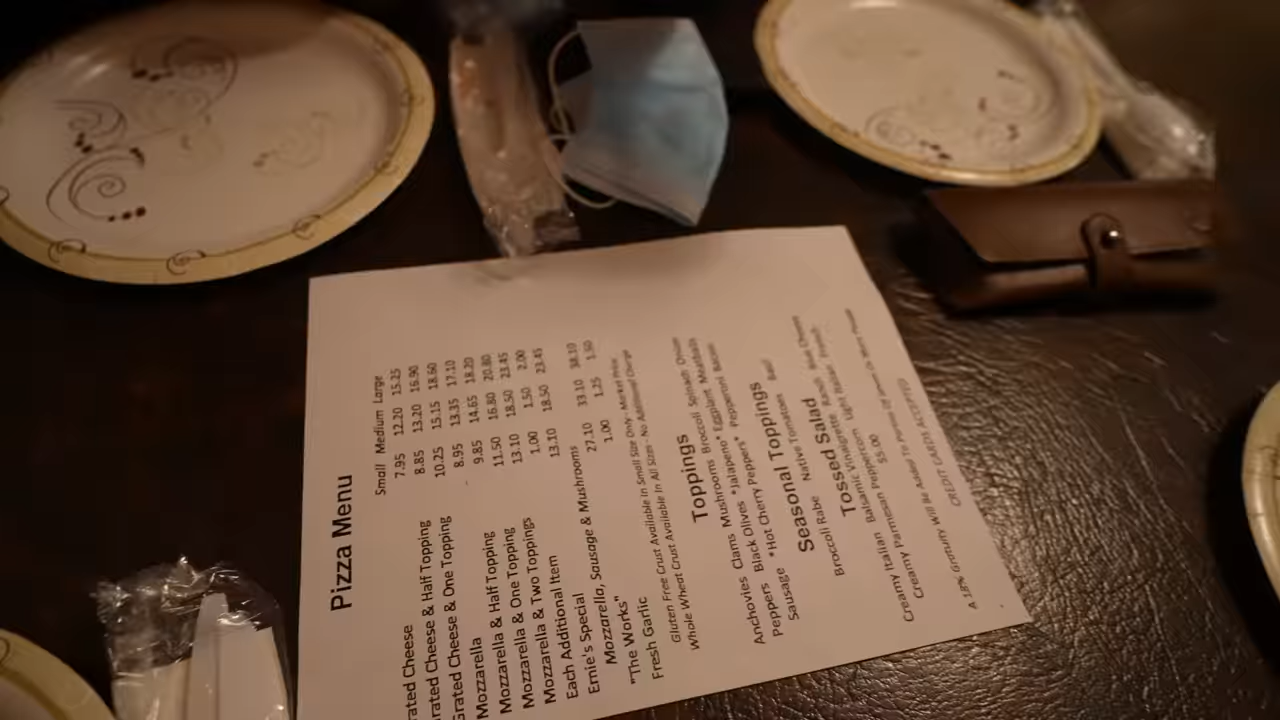 Pizza Menu
Small Medium Large
rated Cheese 7.95 12.20 15.25
rated Cheese & Half Topping 8.85 13.20 16.90
Grated Cheese & One Topping 10.25 15.15 18.60
Mozzarella 8.95 13.35 17.10
Mozzarella & Half Topping 9.85 14.65 18.20
Mozzarella & One Topping 11.50 16.80 20.80
Mozzarella & Two Toppings 13.10 18.50 23.45
Each Additional Item 1.00 1.50 2.00
Ernie's Special 13.10 18.50 23.45
Mozzarella, Sausage & Mushrooms
"The Works" 27.10 33.10 38.10
Fresh Garlic 1.00 1.25 1.50
Gluten Free Crust Available In Small Size Only - Market Price
Whole Wheat Crust Available In All Sizes - No Additional Charge
Toppings
Anchovies Clams Mushrooms Broccoli Spinach Onion
Peppers Black Olives *Jalapeno* Eggplant Meatballs
Sausage *Hot Cherry Peppers* Pepperoni Bacon
Seasonal Toppings
Broccoli Rabe Native Tomatoes Basil
Tossed Salad
Creamy Italian Balsamic Vinaigrette Ranch Blue Cheese
Creamy Parmesan Peppercorn Light Italian French
$5.00
A 18% Gratuity Will Be Added To Parties Of Or More Please
CREDIT CARDS ACCEPTED